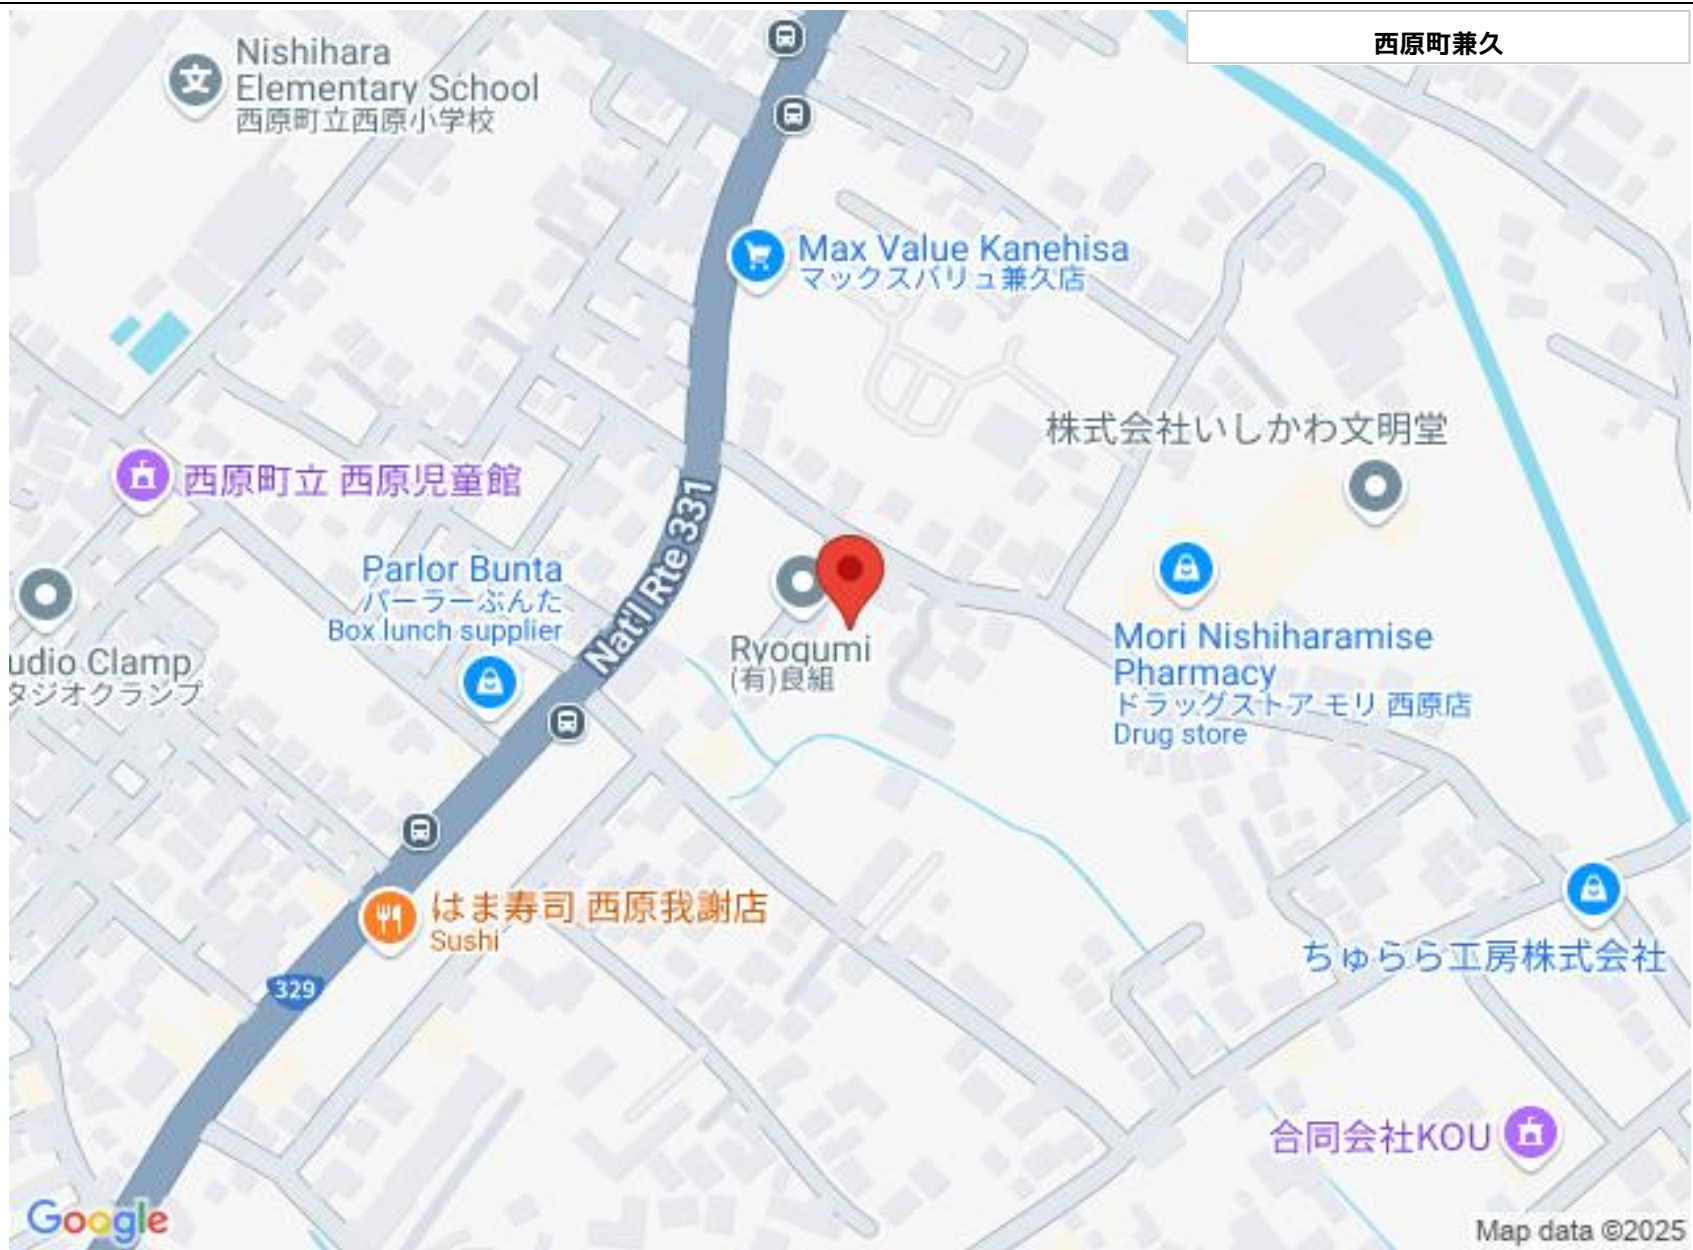 西原町兼久
Nishihara
Elementary School
西原町立西原小学校
文
Max Value Kanehisa
マックスバリュ兼久店
株式会社いしかわ文明堂
西原町立 西原児童館
Nat'l Rte 331
Parlor Bunta
パーラーぶんた
Box lunch supplier
Ryogumi
(有)良組
Mori Nishiharamise
Pharmacy
ドラッグストア モリ 西原店
Drug store
udio Clamp
タジオクランプ
はま寿司 西原我謝店
Sushi
ちゅらら工房株式会社
329
合同会社KOU
Google
Map data ©2025